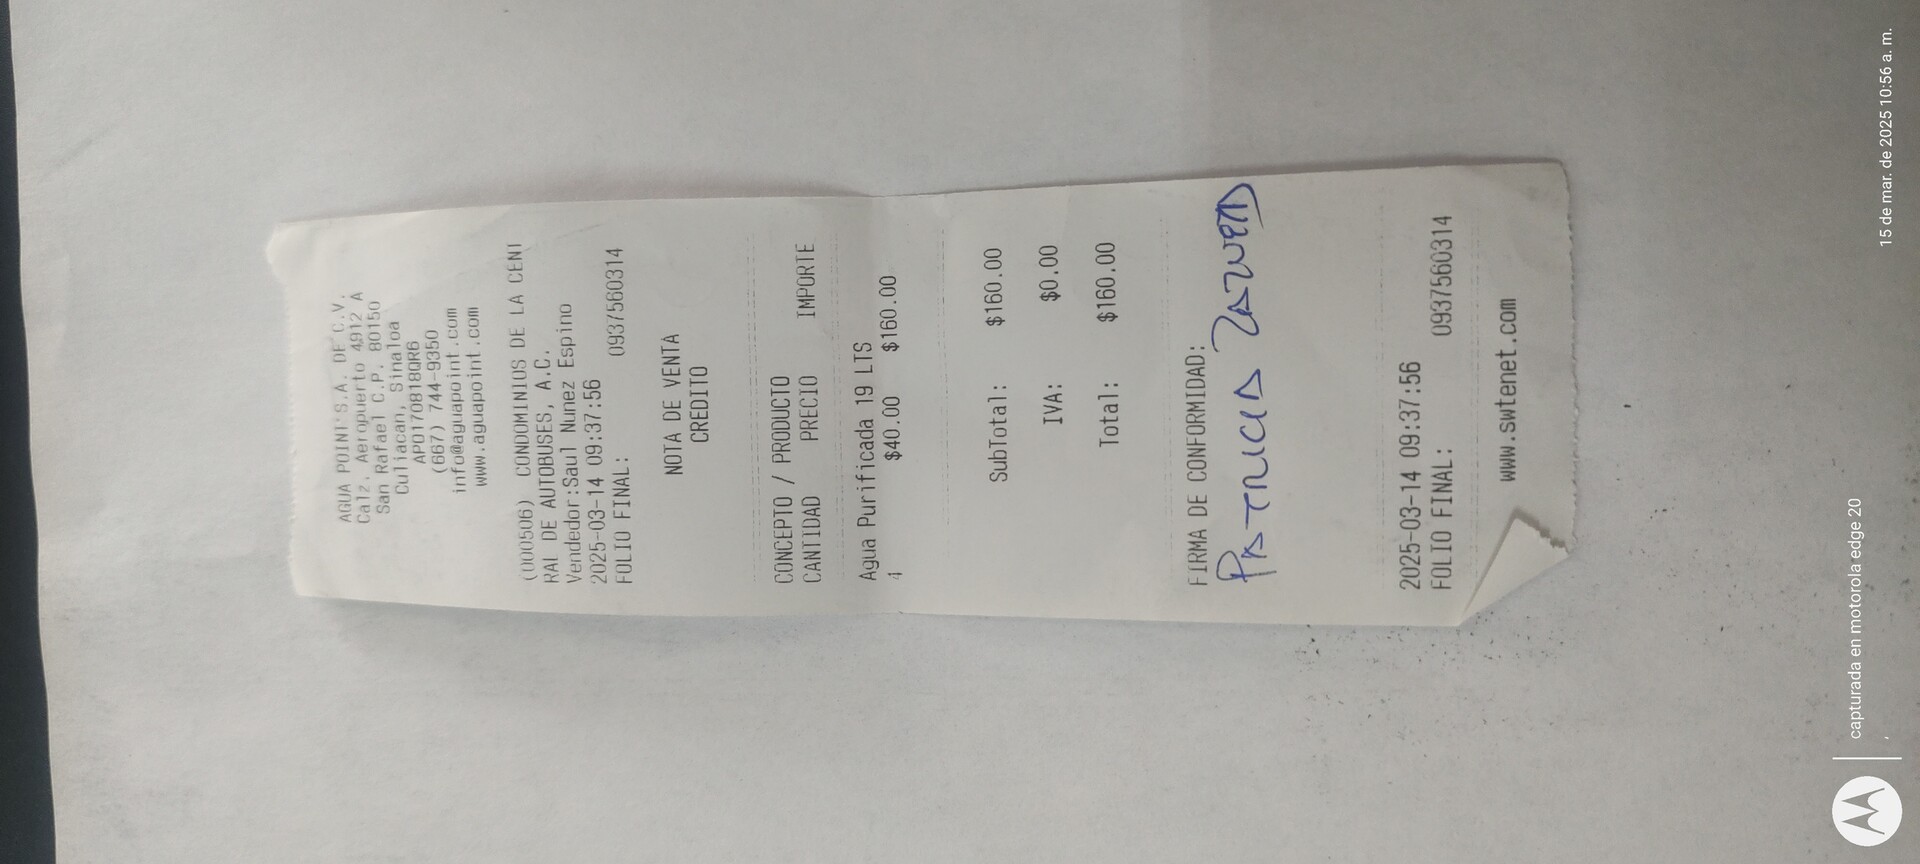 AGUA POINT'S.A. DE C.V.
Calz. Aeropuerto 4912 A
San Rafael C.P. 80150
Culiacan, Sinaloa
APO170818QR6
(667) 744-9350
info@aguapoint.com
www.aguapoint.com
(000506) CONDOMINIOS DE LA CENT
RAL DE AUTOBUSES, A.C.
Vendedor:Saul Nunez Espino
2025-03-14 09:37:56
FOLIO FINAL: 0937560314
NOTA DE VENTA
CREDITO
CONCEPTO / PRODUCTO
CANTIDAD PRECIO IMPORTE
Agua Purificada 19 LTS
4 $40.00 $160.00
SubTotal: $160.00
IVA: $0.00
Total: $160.00
FIRMA DE CONFORMIDAD:
PATRICIA
2025-03-14 09:37:56
FOLIO FINAL: 0937560314
www.swtenet.com
capturada en motorola edge 20
15 de mar. de 2025 10:56 a. m.